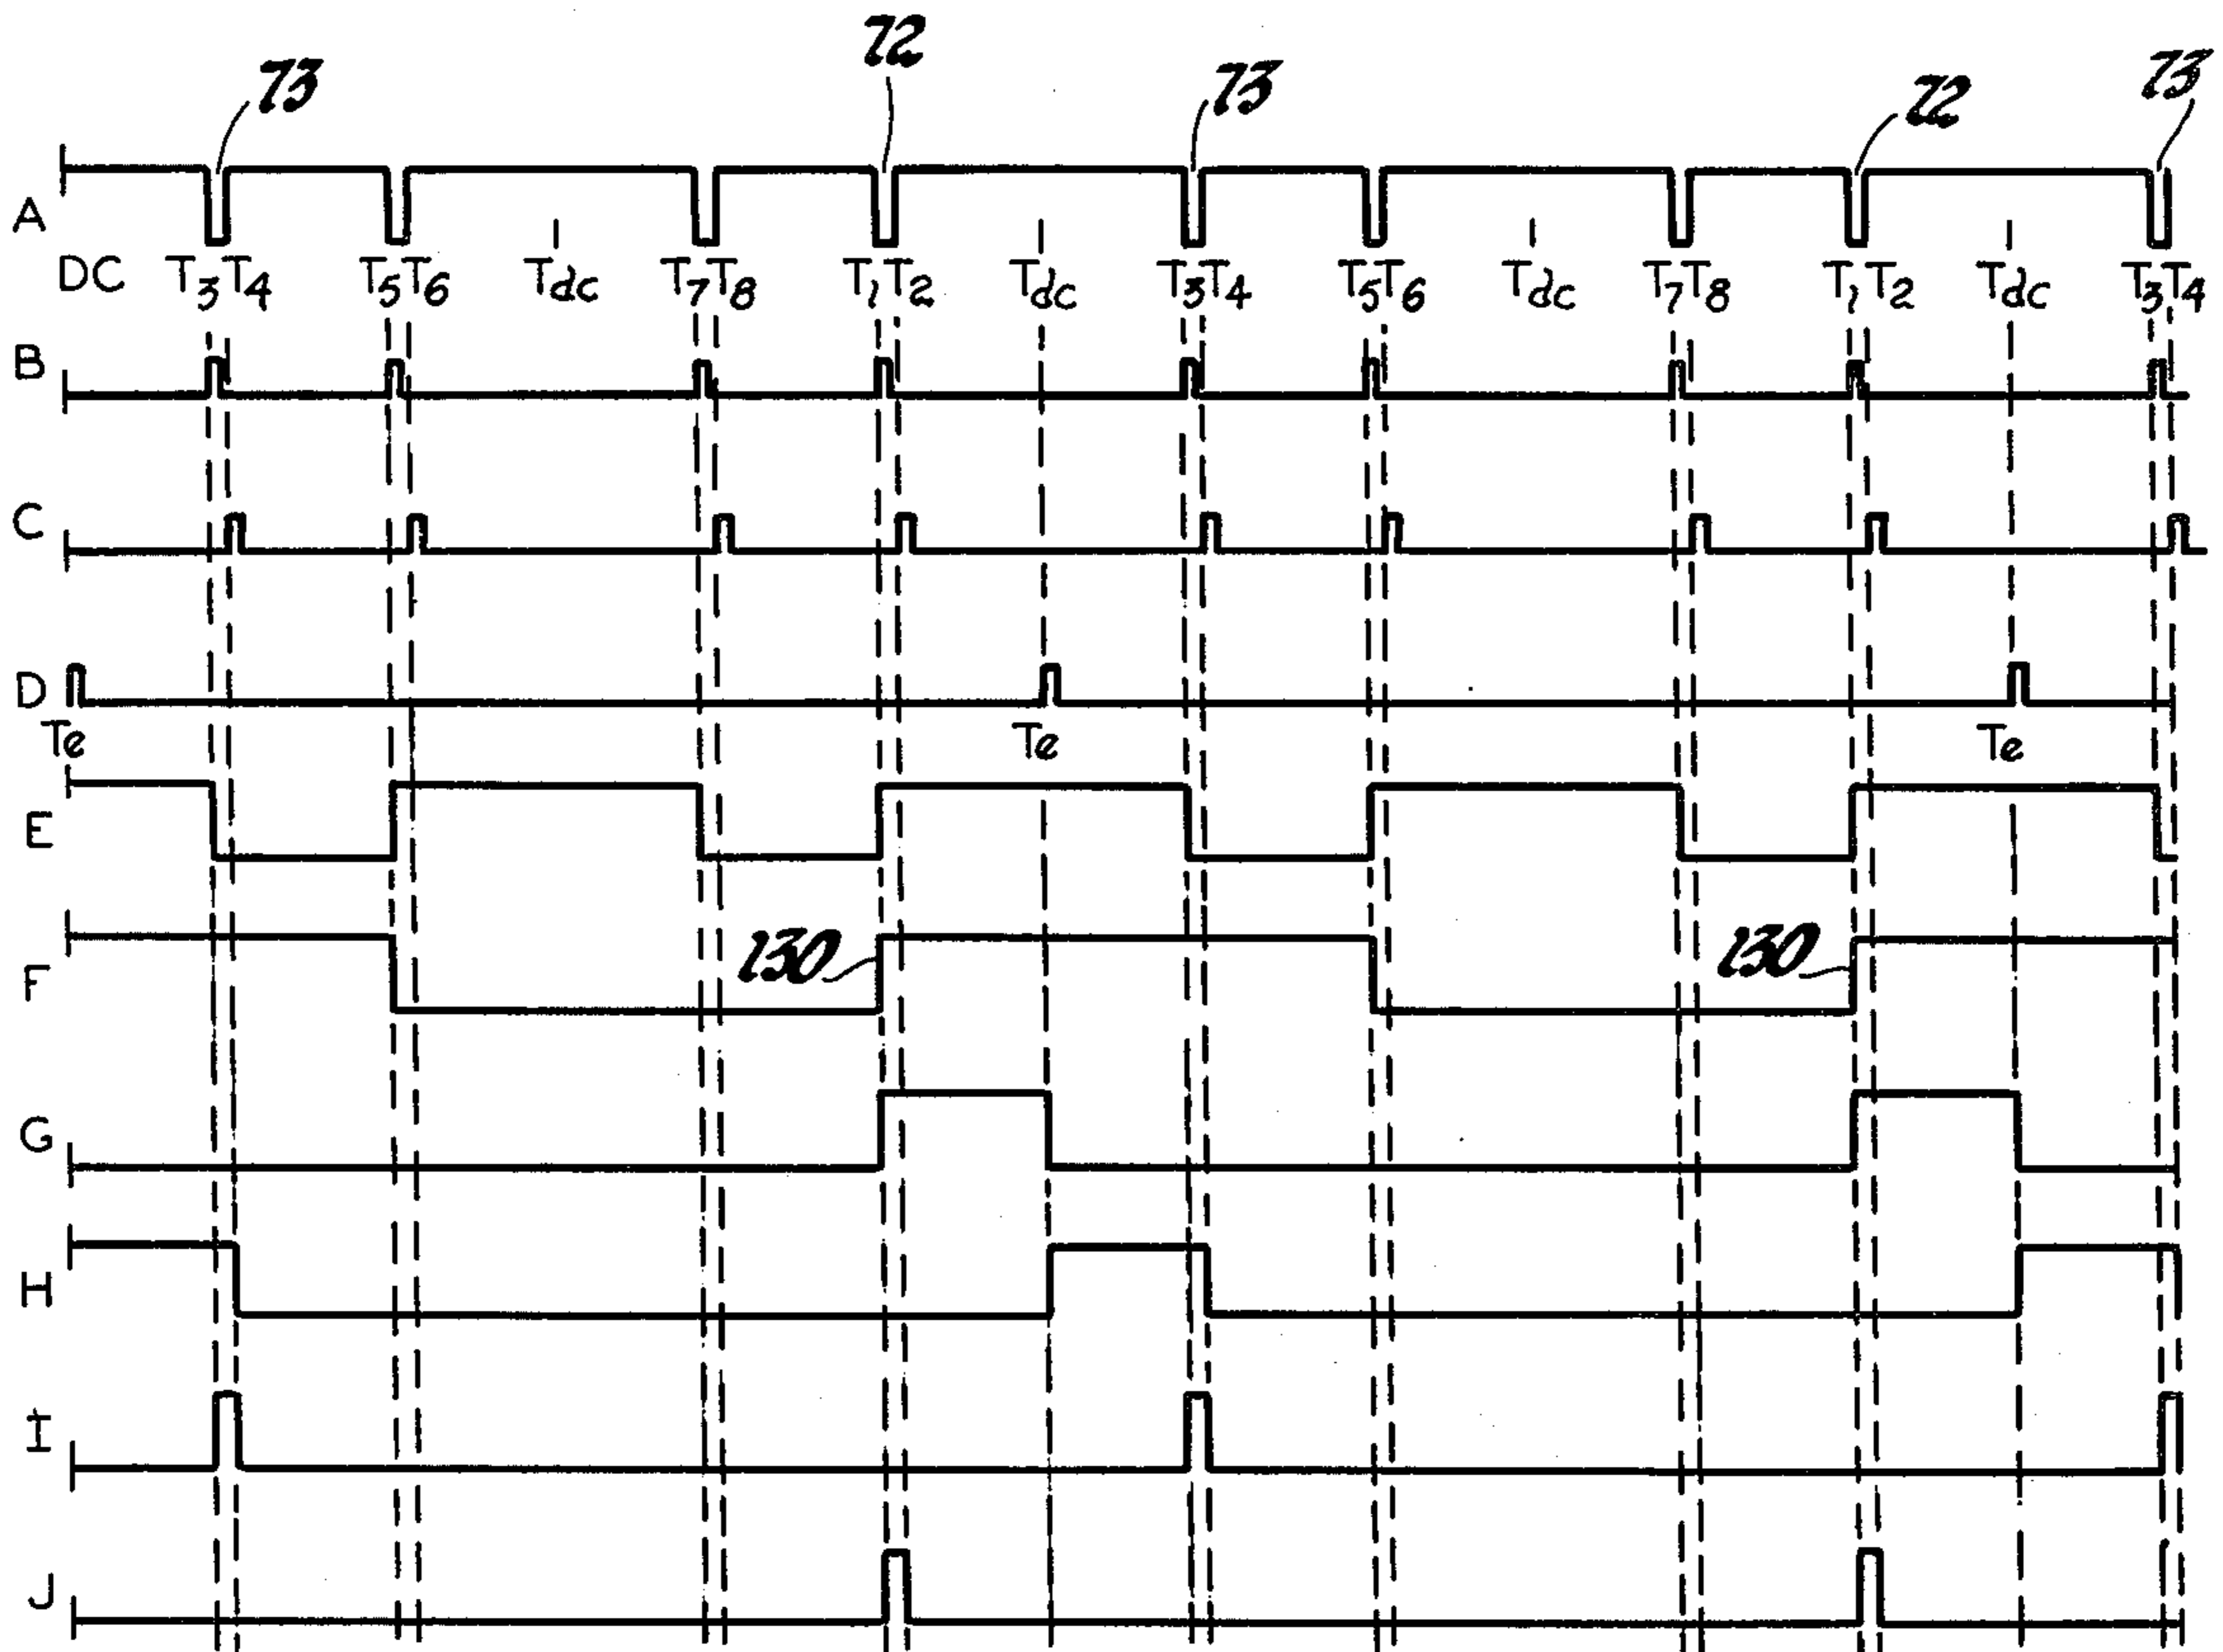 72
73
73
73
72
A
DC T3T4 T5T6 Tdc T7T8 T1T2 Tdc T3T4 T5T6 Tdc T7T8 T1T2 Tdc T3T4
B
C
D
Te Te Te
E
F 130 130
G
H
I
J